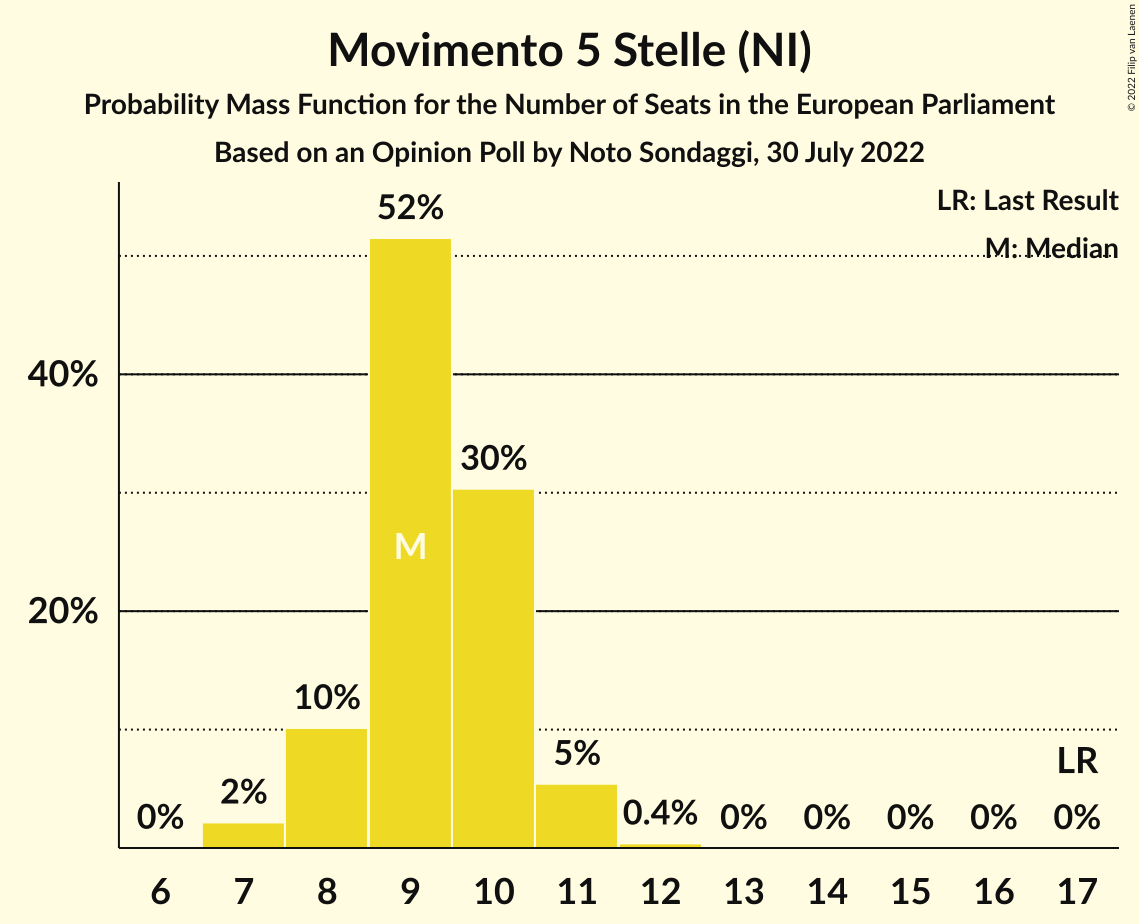 Movimento 5 Stelle (NI)
Probability Mass Function for the Number of Seats in the European Parliament
Based on an Opinion Poll by Noto Sondaggi, 30 July 2022
© 2022 Filip van Laenen
LR: Last Result
M: Median
52%
40%
30%
M
20%
10%
5%
LR
0% 2% 0.4% 0% 0% 0% 0% 0%
6 7 8 9 10 11 12 13 14 15 16 17